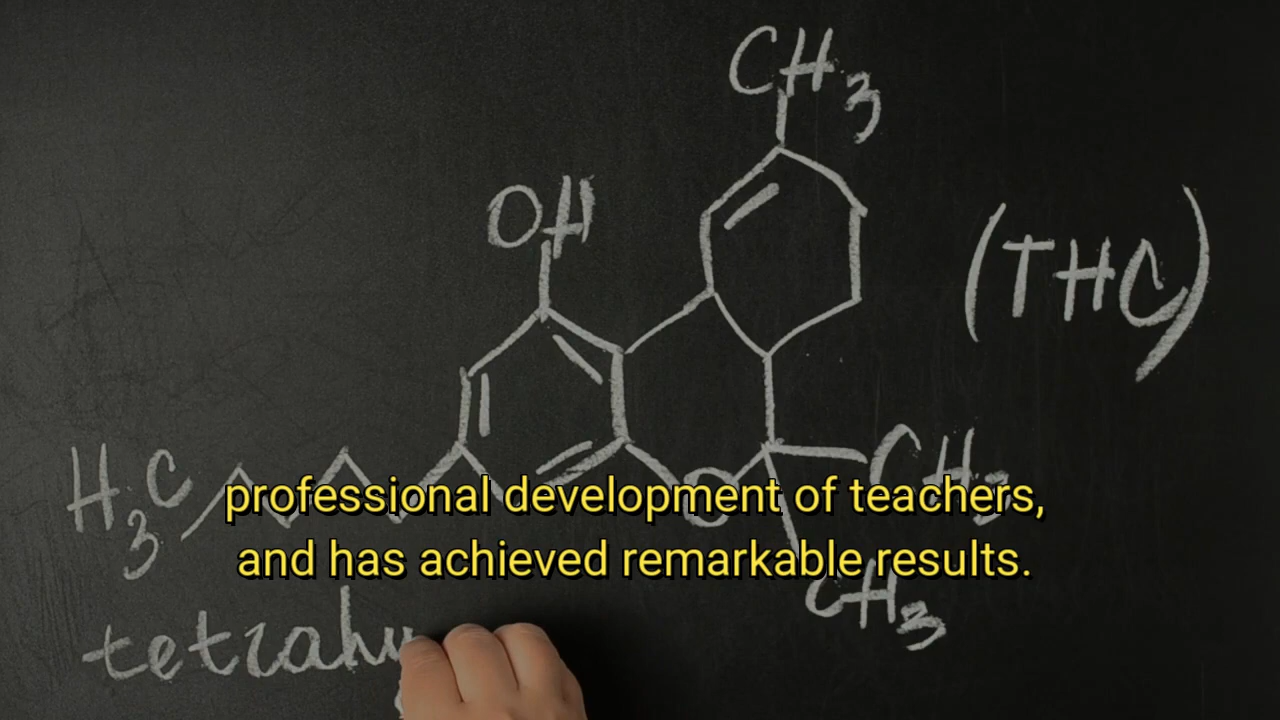 CH3
OH
(THC)
H3C
CH3
professional development of teachers,
and has achieved remarkable results.
CH3
tetrahy